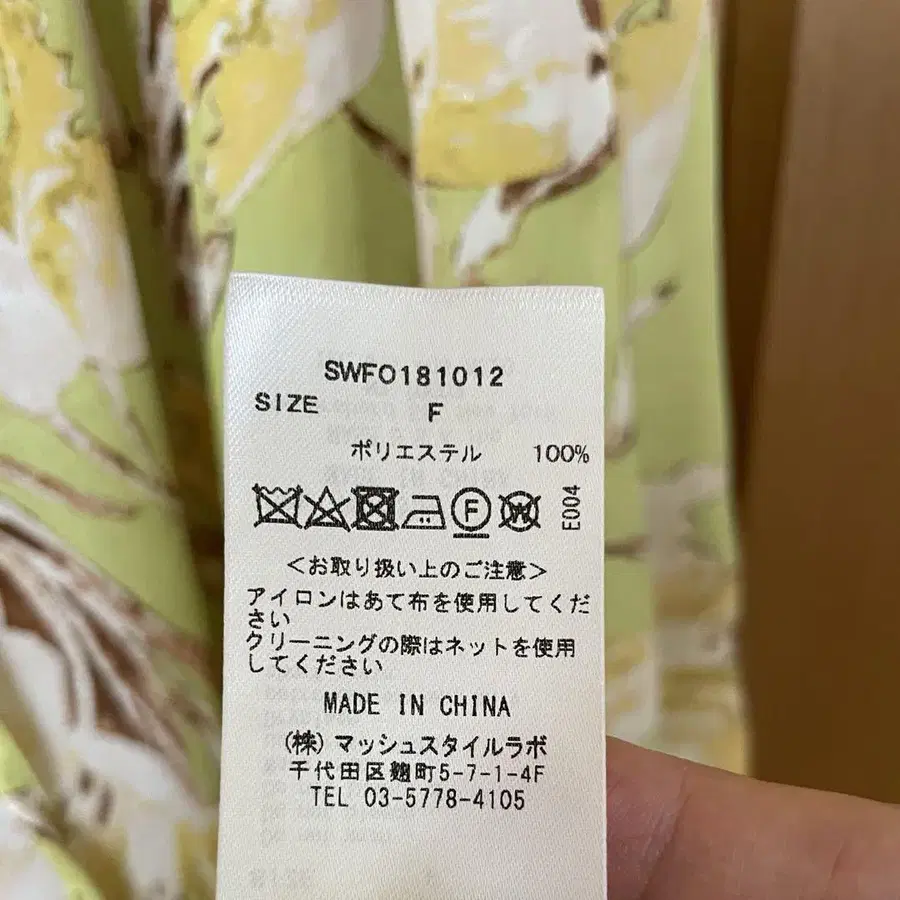 SWFO181012
SIZE F
ポリエステル 100%
F W E004
<お取り扱い上のご注意>
アイロンはあて布を使用してくだ
さい
クリーニングの際はネットを使用
してください
MADE IN CHINA
(株)マッシュスタイルラボ
千代田区麹町5-7-1-4F
TEL 03-5778-4105